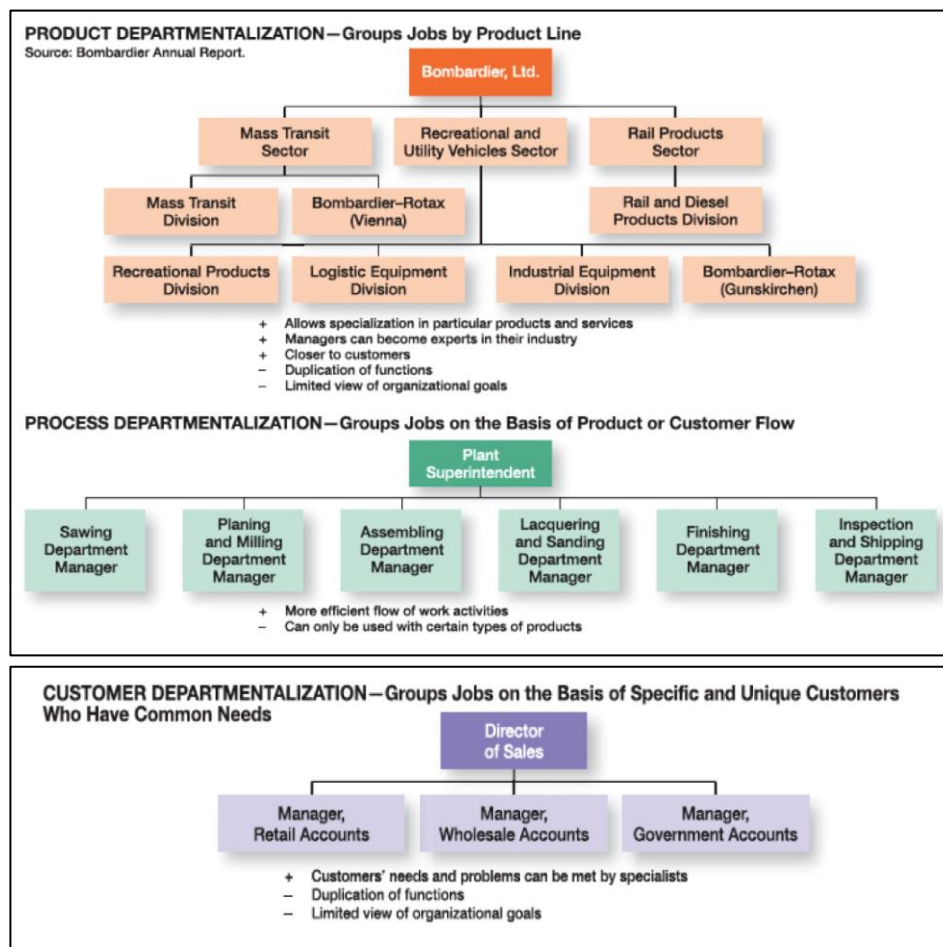 PRODUCT DEPARTMENTALIZATION—Groups Jobs by Product Line
Source: Bombardier Annual Report.
Bombardier, Ltd.
Mass Transit
Sector
Recreational and
Utility Vehicles Sector
Rail Products
Sector
Mass Transit
Division
Bombardier–Rotax
(Vienna)
Rail and Diesel
Products Division
Recreational Products
Division
Logistic Equipment
Division
Industrial Equipment
Division
Bombardier–Rotax
(Gunskirchen)
+ Allows specialization in particular products and services
+ Managers can become experts in their industry
+ Closer to customers
– Duplication of functions
– Limited view of organizational goals
PROCESS DEPARTMENTALIZATION—Groups Jobs on the Basis of Product or Customer Flow
Plant
Superintendent
Sawing
Department
Manager
Planing
and Milling
Department
Manager
Assembling
Department
Manager
Lacquering
and Sanding
Department
Manager
Finishing
Department
Manager
Inspection
and Shipping
Department
Manager
+ More efficient flow of work activities
– Can only be used with certain types of products
CUSTOMER DEPARTMENTALIZATION—Groups Jobs on the Basis of Specific and Unique Customers
Who Have Common Needs
Director
of Sales
Manager,
Retail Accounts
Manager,
Wholesale Accounts
Manager,
Government Accounts
+ Customers' needs and problems can be met by specialists
– Duplication of functions
– Limited view of organizational goals